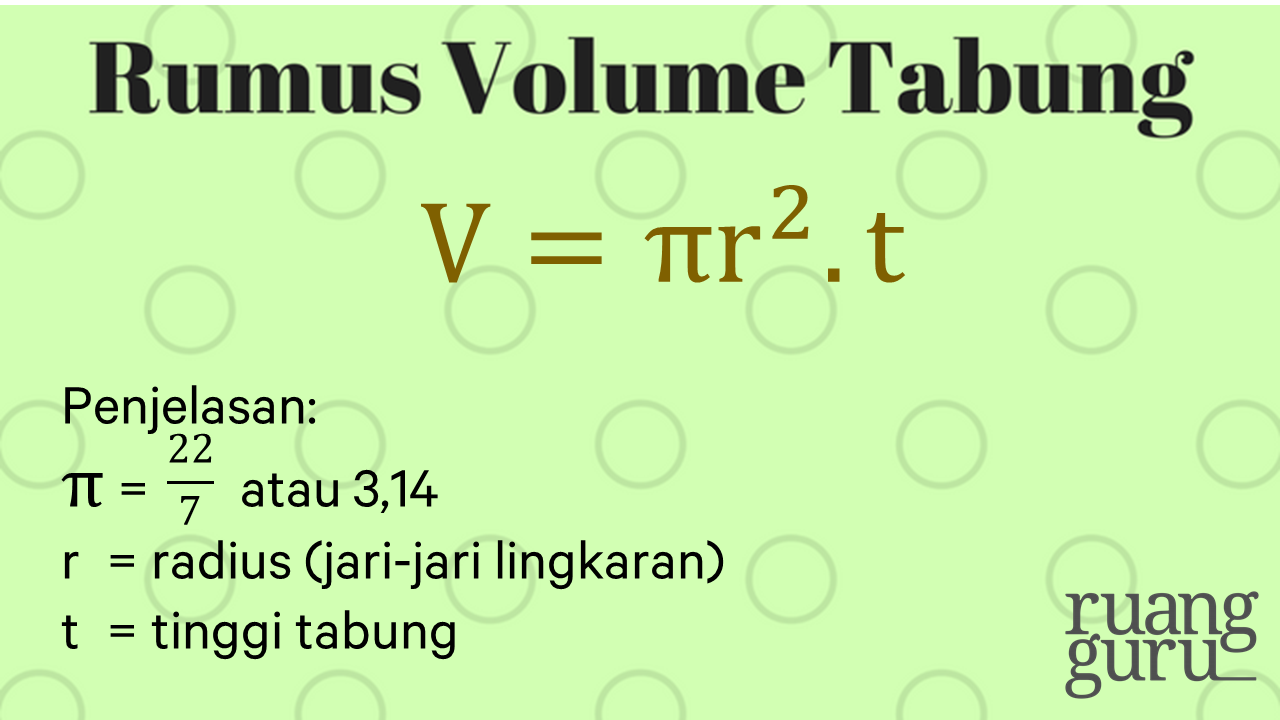 Rumus Volume Tabung
V = πr². t
Penjelasan:
π = 22/7 atau 3,14
r = radius (jari-jari lingkaran)
t = tinggi tabung
ruang
guru